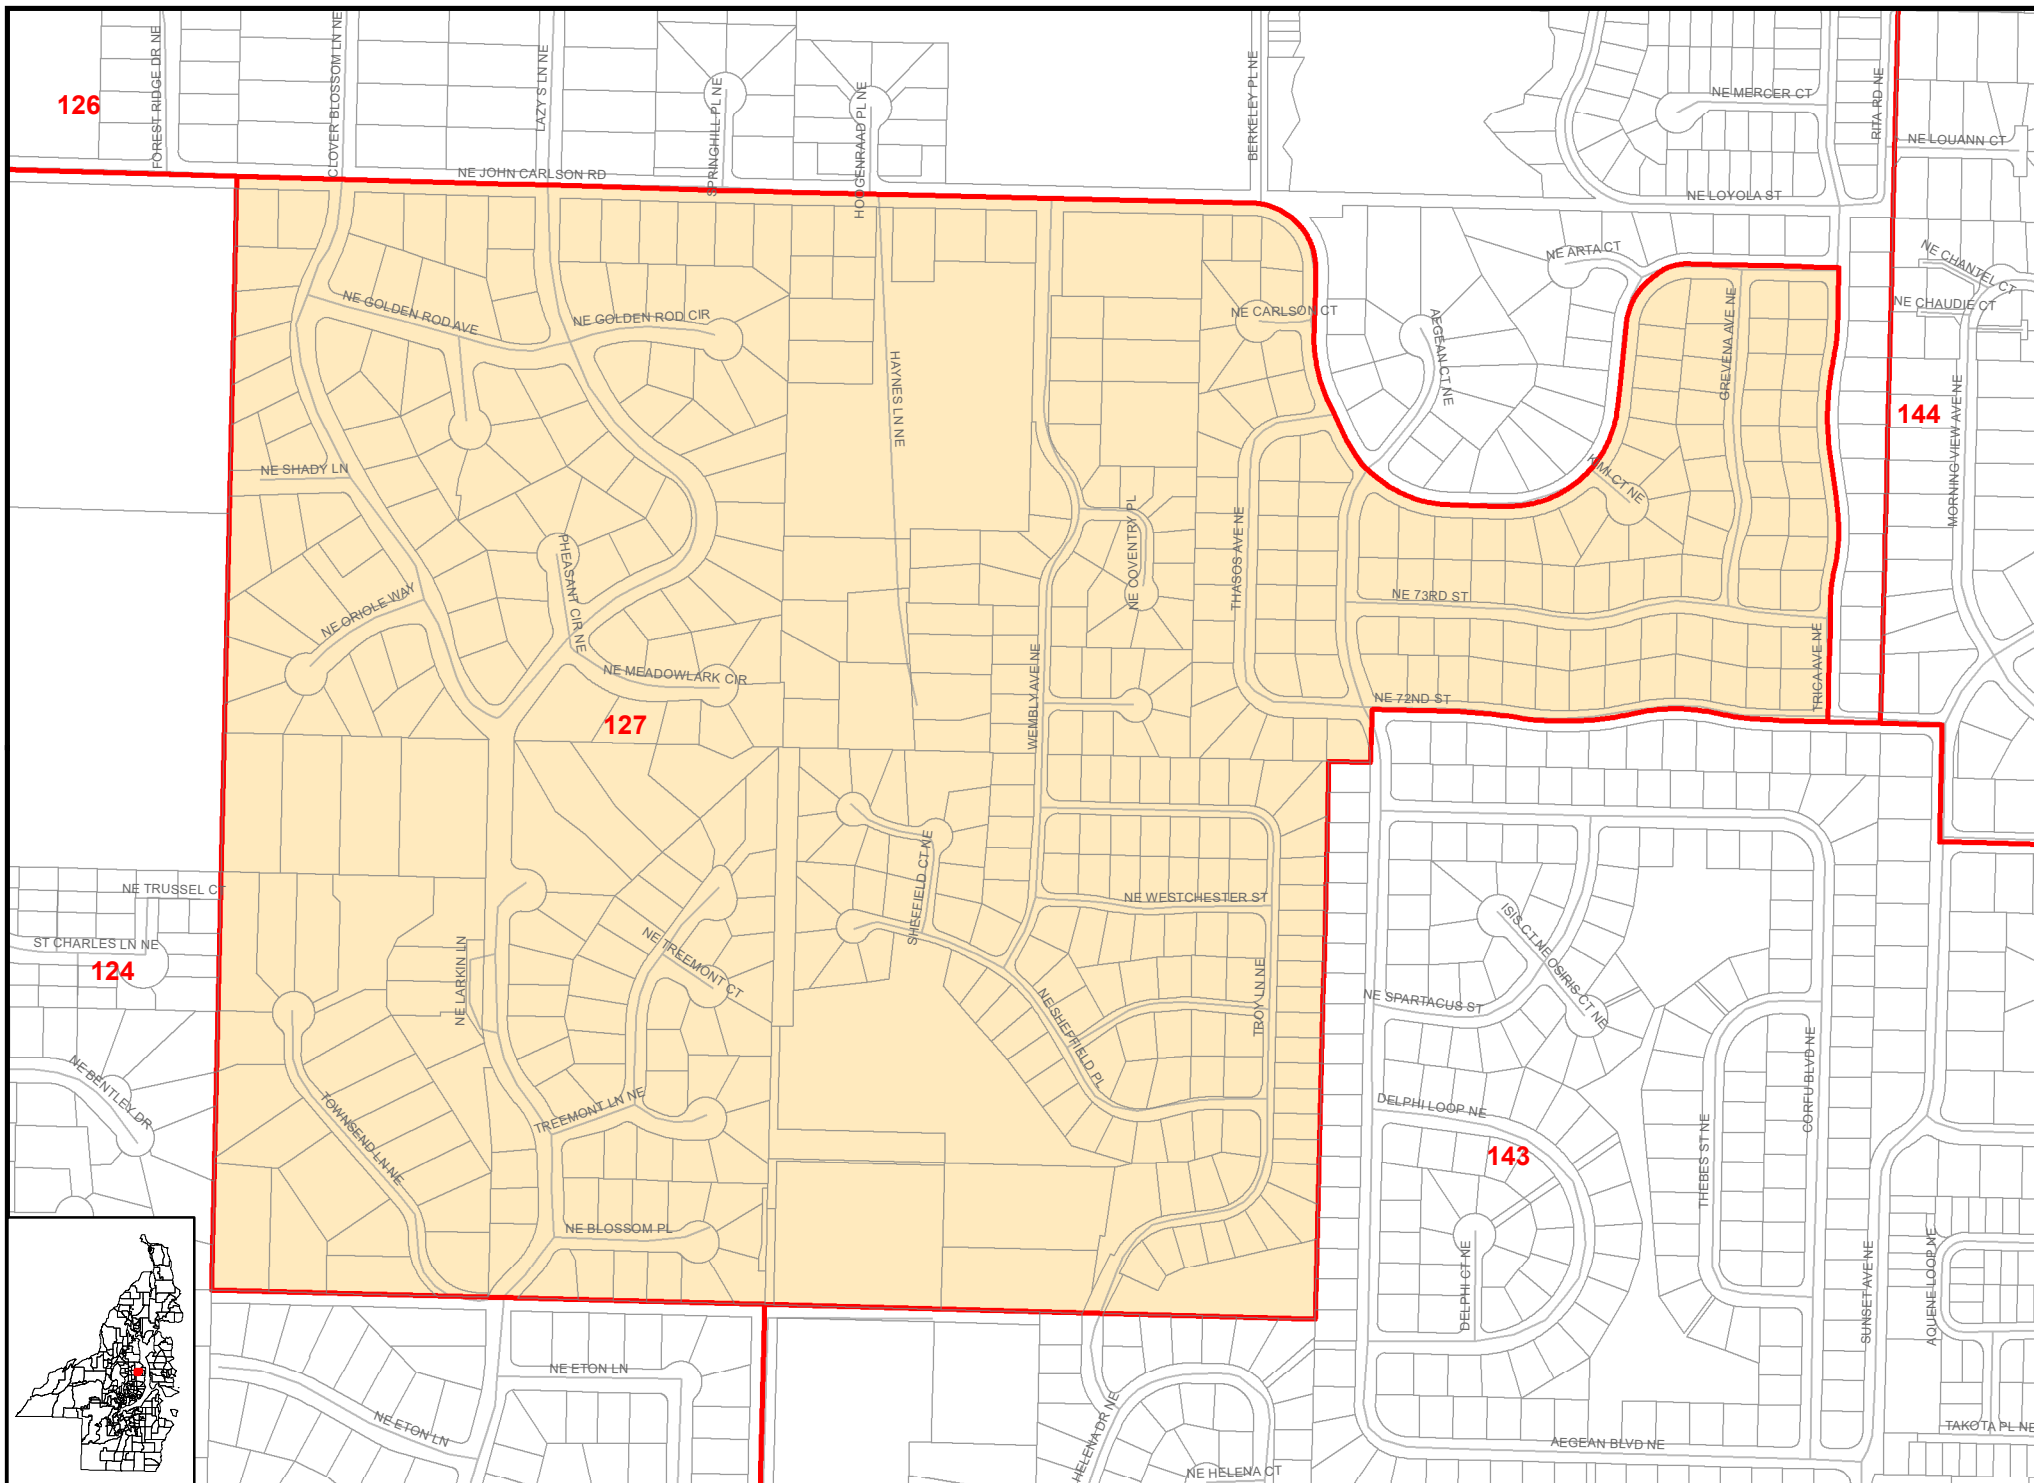 FOREST RIDGE DR NE
CLOVER BLOSSOM LN NE
LAZY S LN NE
SPRINGHILL PL NE
HOOGENRAAD PL NE
BERKELEY PL NE
NE MERCER CT
RITA RD NE
NE LOUANN CT
126
NE JOHN CARLSON RD
NE LOYOLA ST
NE ARTA CT
NE CHANTEL CT
NE CHAUDIE CT
NE GOLDEN ROD AVE
NE GOLDEN ROD CIR
NE CARLSON CT
AEGEAN CT NE
GREVENA AVE NE
HAYNES LN NE
144
MORNING VIEW AVE NE
NE SHADY LN
KIMI CT NE
PHEASANT CIR NE
NE COVENTRY PL
THASOS AVE NE
NE ORIOLE WAY
NE 73RD ST
NE MEADOWLARK CIR
WEMBLY AVE NE
TRICA AVE NE
NE 72ND ST
127
NE TRUSSEL CT
ST CHARLES LN NE
124
SHEFFIELD CT NE
NE WESTCHESTER ST
NE LARKIN LN
NE TREEMONT CT
ISIS CT NE
OSIRIS CT NE
NE SPARTACUS ST
NE SHEFFIELD PL
TROY LN NE
NE BENTLEY DR
TOWNSEND LN NE
TREEMONT LN NE
DELPHI LOOP NE
CORFU BLVD NE
143
THEBES ST NE
NE BLOSSOM PL
DELPHI CT NE
SUNSET AVE NE
AQUENE LOOP NE
NE ETON LN
NE ETON LN
HELENA DR NE
NE HELENA CT
AEGEAN BLVD NE
TAKOTA PL NE